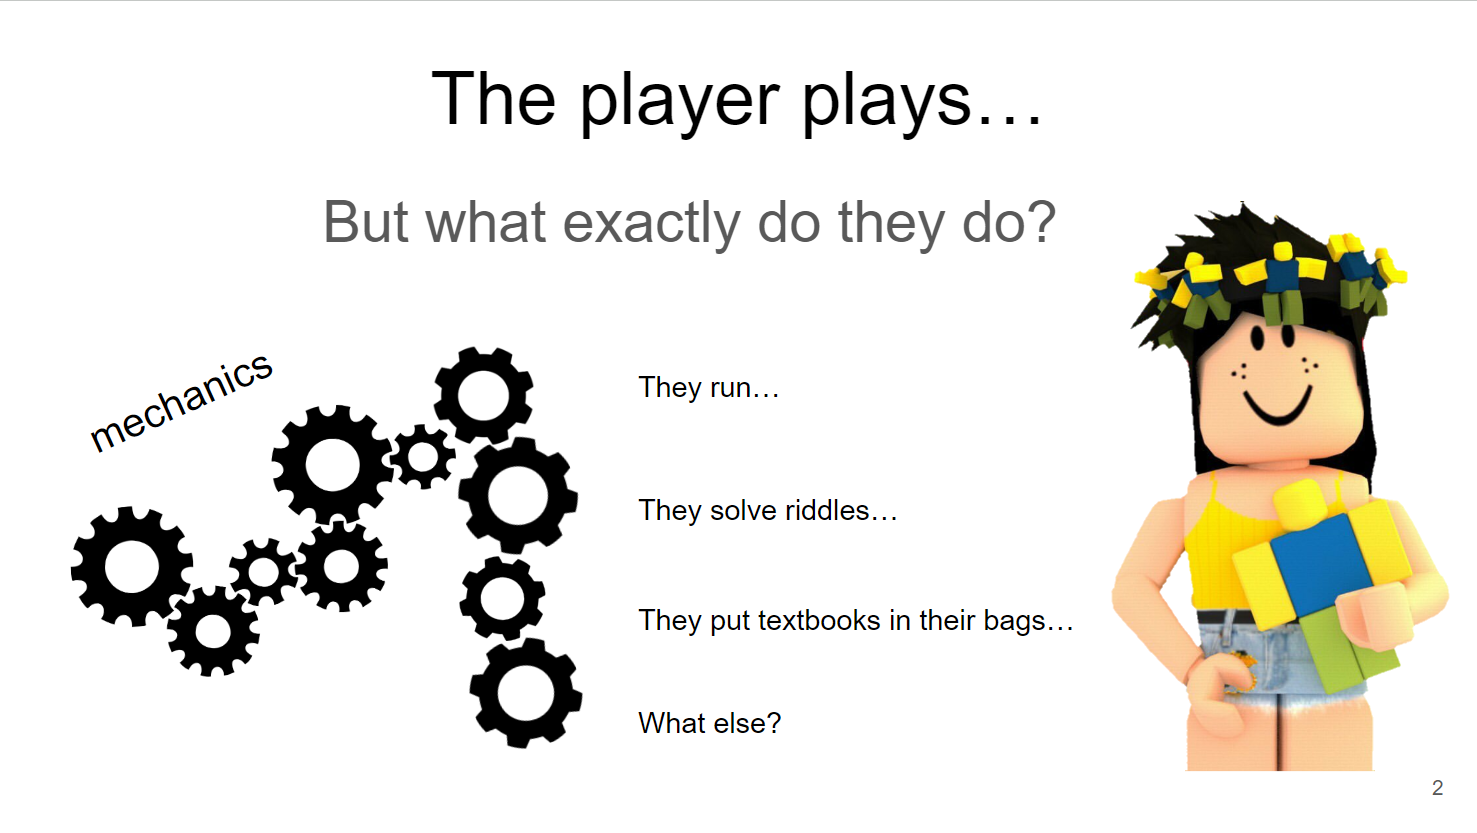 The player plays…
But what exactly do they do?
mechanics
They run…
They solve riddles…
They put textbooks in their bags…
What else?
2